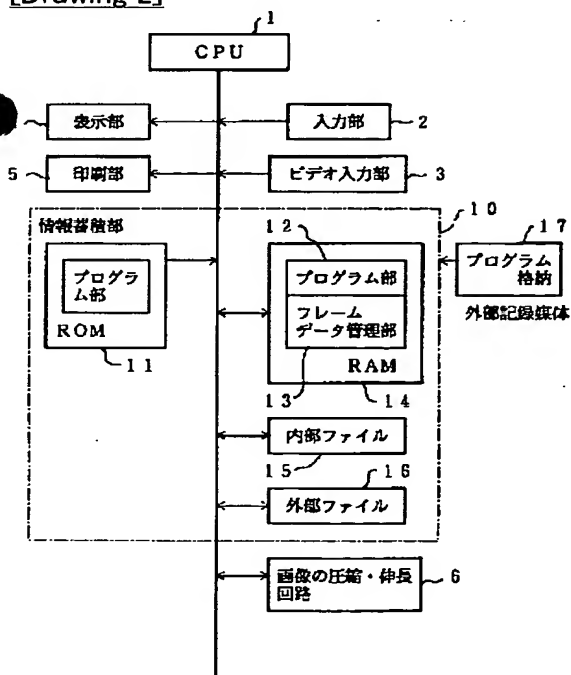 [Drawing 2]
1
CPU
表示部
入力部
2
5
印刷部
ビデオ入力部
3
10
情報蓄積部
12
17
プログラ
ム部
ROM
11
プログラム部
フレーム
データ管理部
RAM
13
14
プログラム
格納
外部記録媒体
内部ファイル
15
16
外部ファイル
画像の圧縮・伸長
回路
6